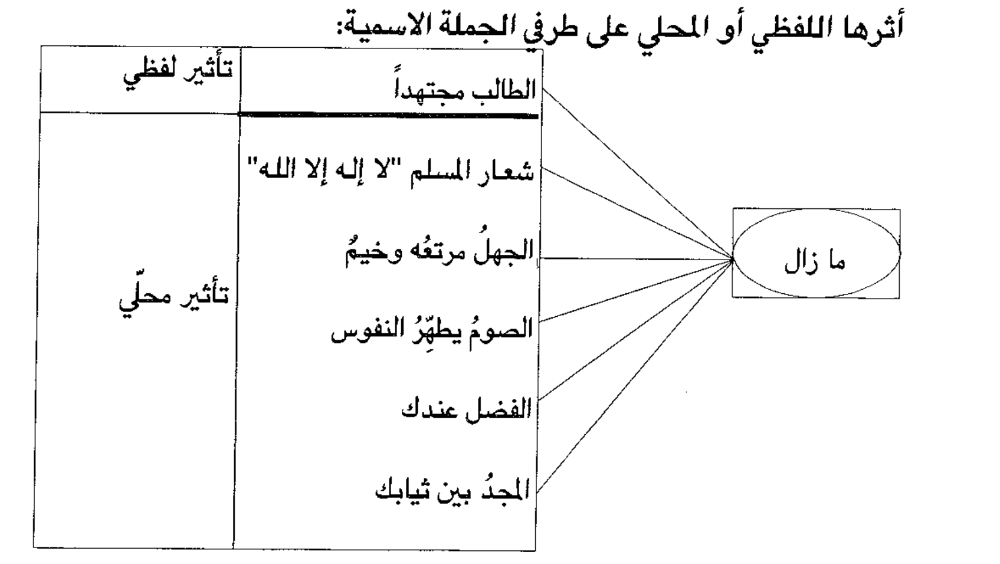 أثرها اللفظي أو المحلي على طرفي الجملة الاسمية:
ما زال
الطالب مجتهداً
تأثير لفظي
شعار المسلم "لا إله إلا الله"
الجهلُ مرتعُه وخيمٌ
الصومُ يطهِّرُ النفوس
الفضل عندك
المجدُ بين ثيابك
تأثير محلّي